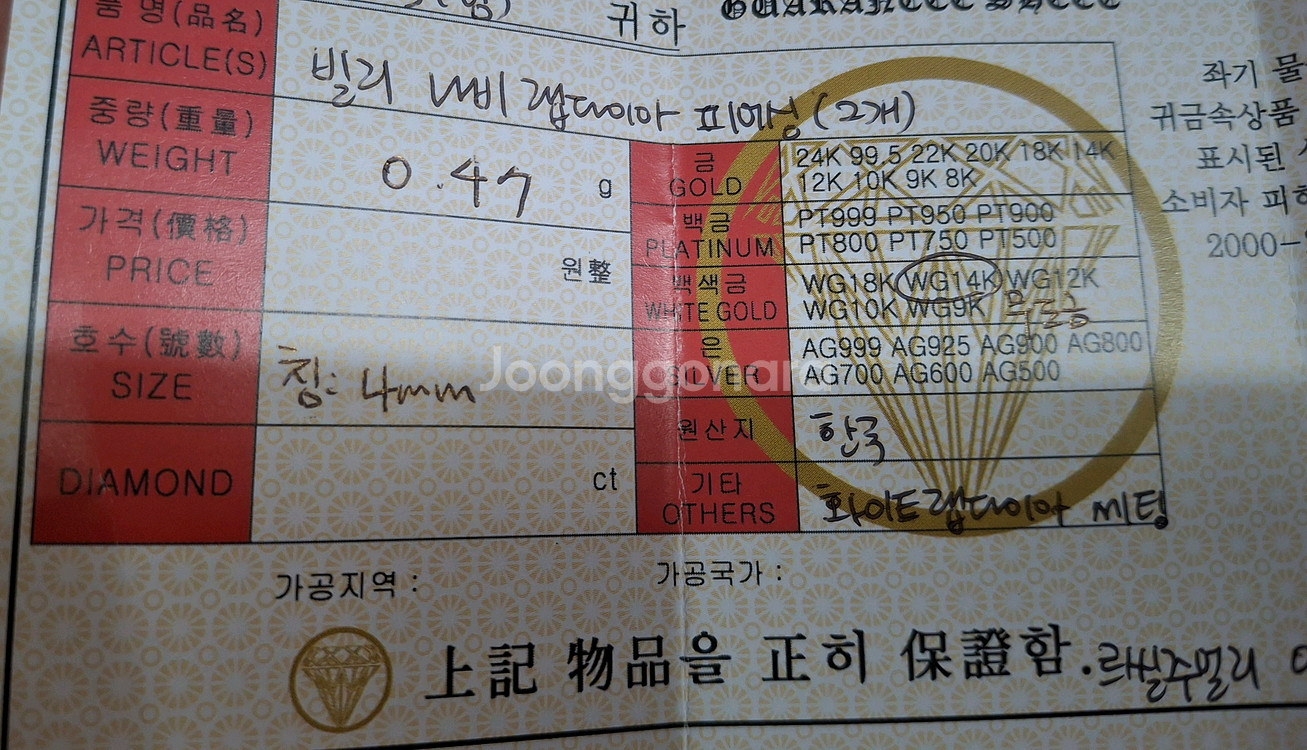 귀하
GUARANTEE SHEET
품명(品名)
ARTICLE(S)
빌리 나비 랩다이아 피어싱 (2개)
중량(重量)
WEIGHT
0.47 g
가격(價格)
PRICE
원整
호수(號數)
SIZE
침: 4mm
DIAMOND
ct
금
GOLD
24K 99.5 22K 20K 18K 14K
12K 10K 9K 8K
백금
PLATINUM
PT999 PT950 PT900
PT800 PT750 PT500
백색금
WHITE GOLD
WG18K WG14K WG12K
WG10K WG9K
은
SILVER
AG999 AG925 AG900 AG800
AG700 AG600 AG500
원산지
한국
기타
OTHERS
화이트 랩다이아 세팅
좌기 물
귀금속상품
표시된
소비자 피해
2000-
가공지역 :
가공국가 :
上記 物品을 正히 保證함.
Joonggonara